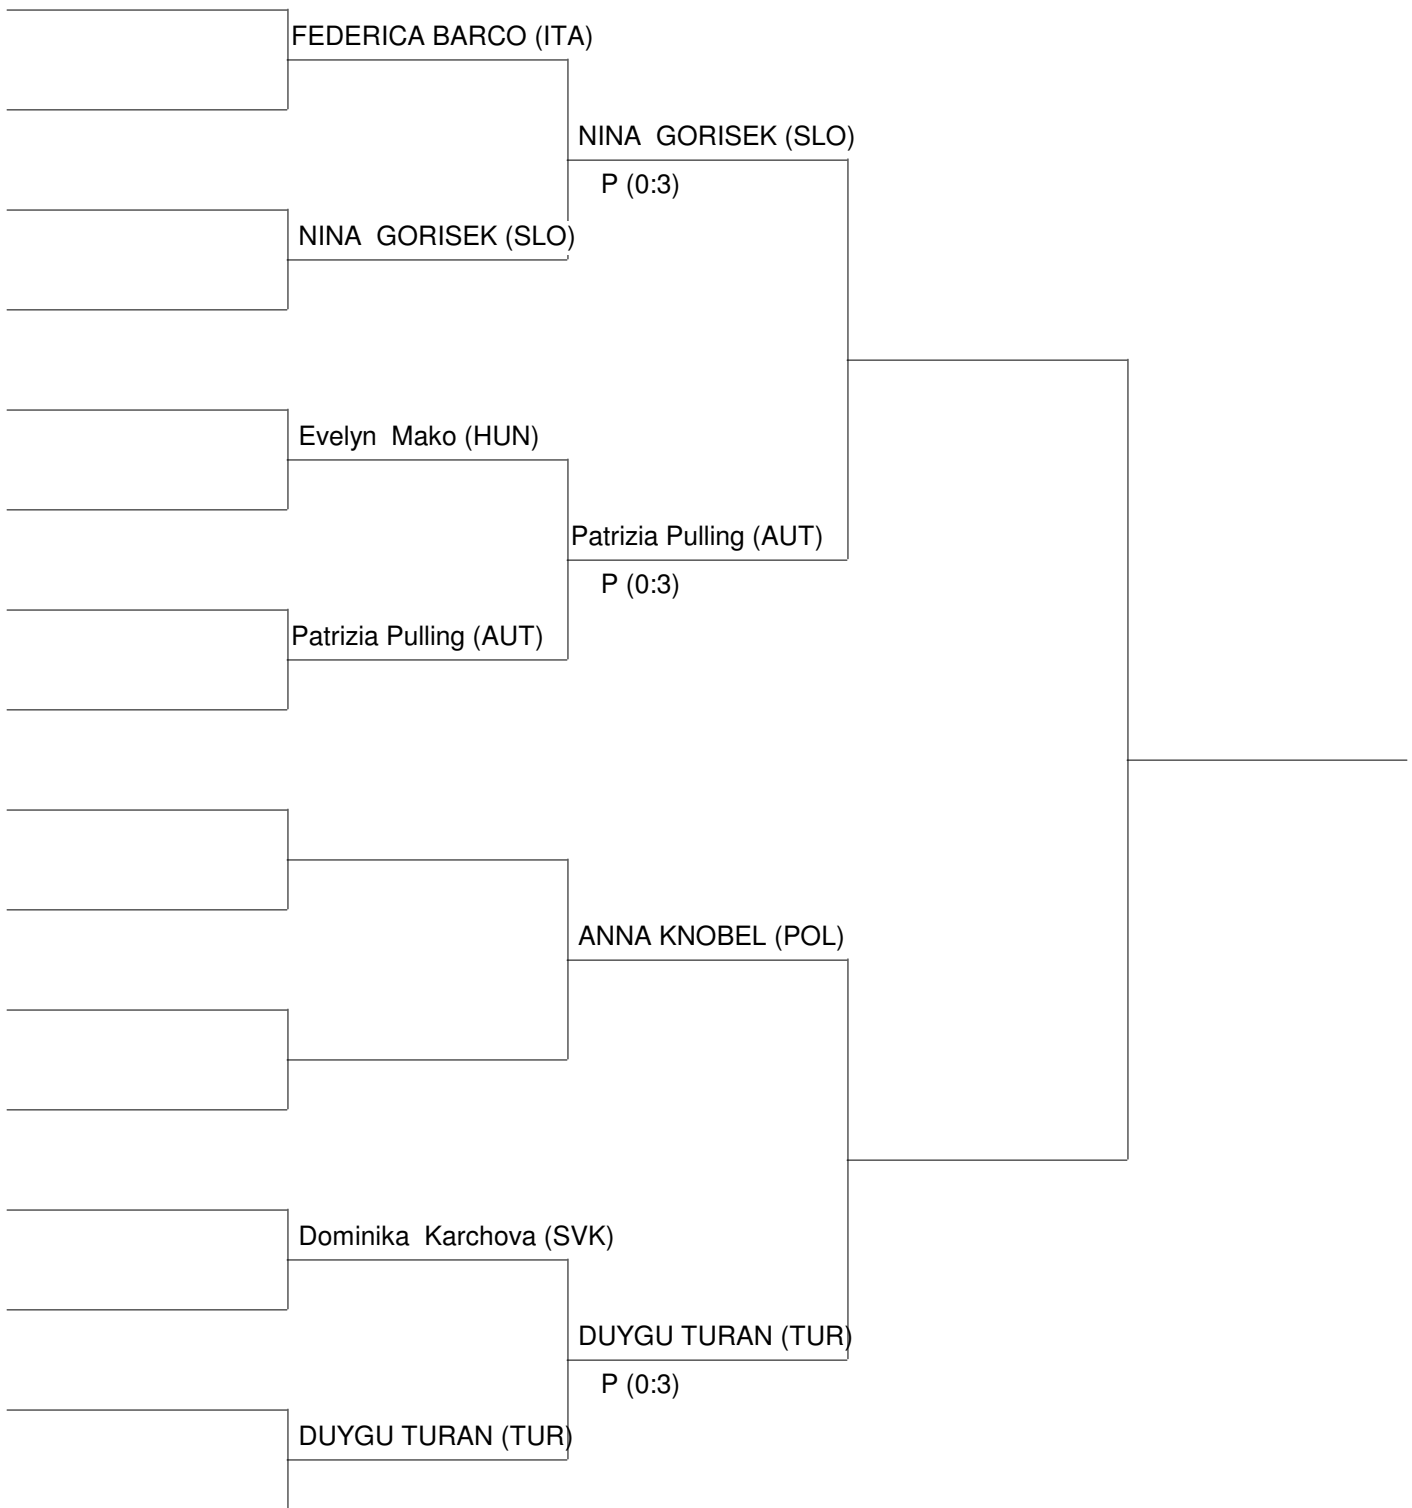 FEDERICA BARCO (ITA)
NINA  GORISEK (SLO)
P (0:3)
NINA  GORISEK (SLO)
Evelyn  Mako (HUN)
Patrizia Pulling (AUT)
P (0:3)
Patrizia Pulling (AUT)
ANNA KNOBEL (POL)
Dominika  Karchova (SVK)
DUYGU TURAN (TUR)
P (0:3)
DUYGU TURAN (TUR)